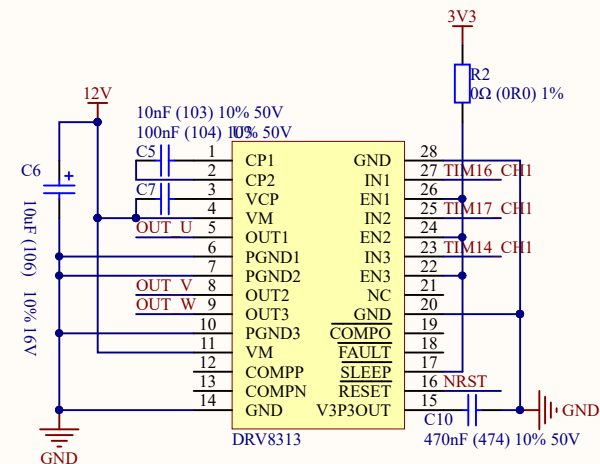 3V3
R2
0Ω (0R0) 1%
12V
10nF (103) 10% 50V
100nF (104) 10% 50V
C5
C7
C6
10uF (106) 10% 16V
1 CP1 GND 28
2 CP2 IN1 27 TIM16_CH1
3 VCP EN1 26
4 VM IN2 25 TIM17_CH1
OUT_U 5 OUT1 EN2 24
6 PGND1 IN3 23 TIM14_CH1
7 PGND2 EN3 22
OUT_V 8 OUT2 NC 21
OUT_W 9 OUT3 GND 20
10 PGND3 COMPO 19
11 VM FAULT 18
12 COMPP SLEEP 17
13 COMPN RESET 16 NRST
14 GND V3P3OUT 15
C10
GND
470nF (474) 10% 50V
DRV8313
GND